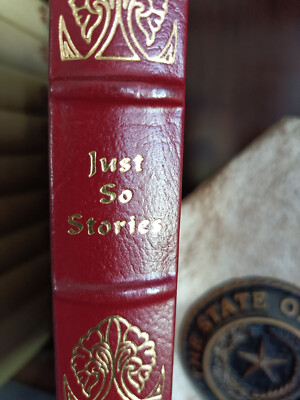 Just
So
Stories
THE STATE OF